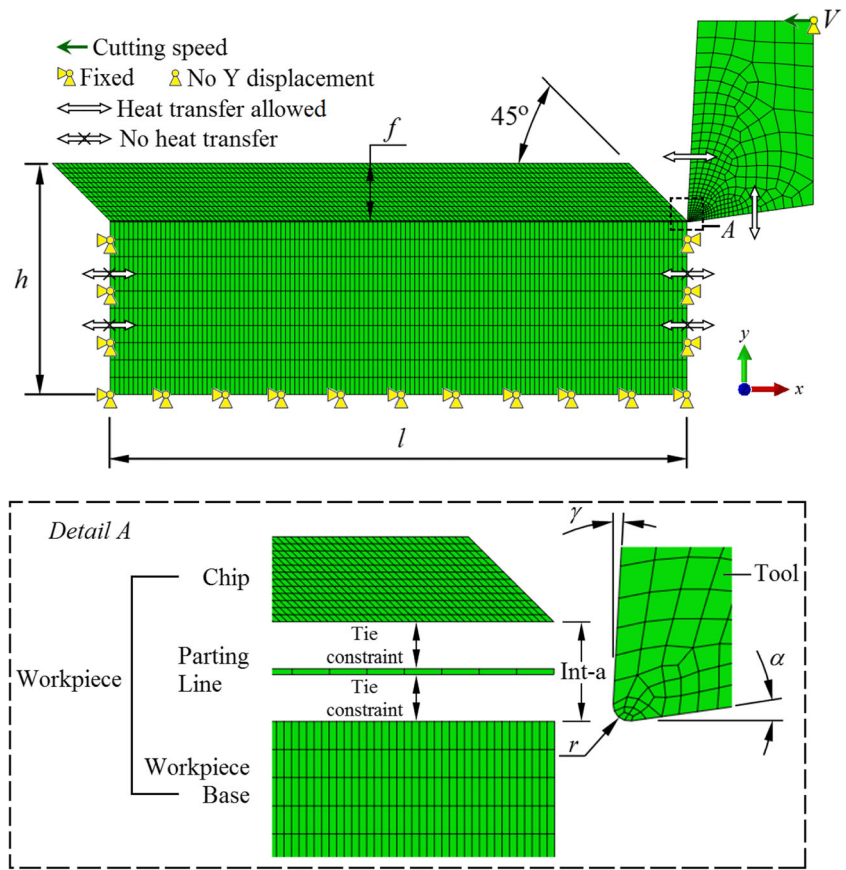 V
Cutting speed
Fixed
No Y displacement
Heat transfer allowed
No heat transfer
45°
f
A
h
y
x
l
Detail A
γ
Chip
Tool
Tie
constraint
Parting
Line
Int-a
Workpiece
Tie
constraint
α
r
Workpiece
Base